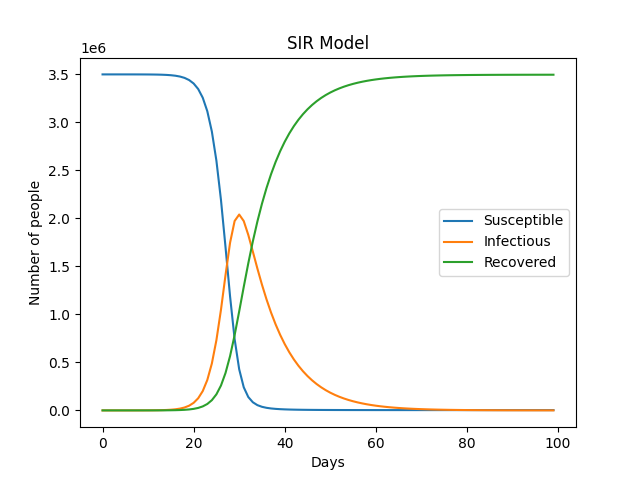 SIR Model
1e6
3.5
3.0
2.5
2.0
1.5
1.0
0.5
0.0
Number of people
Susceptible
Infectious
Recovered
0 20 40 60 80 100
Days